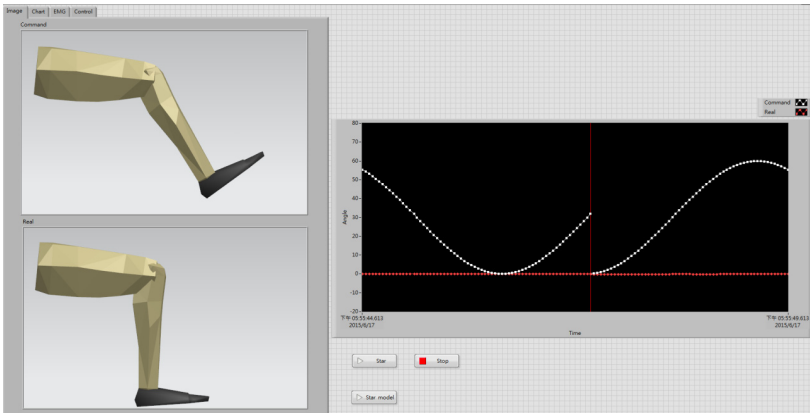 Image Chart EMG Control
Command
Real
Command
Real
80
70
60
50
40
30
20
10
0
-10
-20
Angle
下午 05:55:44.613
2015/6/17
下午 05:55:49.613
2015/6/17
Time
Star
Stop
Star model